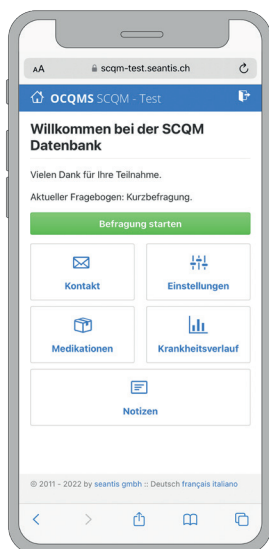 AA scqm-test.seantis.ch
OCQMS SCQM - Test
Willkommen bei der SCQM
Datenbank
Vielen Dank für Ihre Teilnahme.
Aktueller Fragebogen: Kurzbefragung.
Befragung starten
Kontakt
Einstellungen
Medikationen
Krankheitsverlauf
Notizen
© 2011 - 2022 by seantis gmbh :: Deutsch français italiano